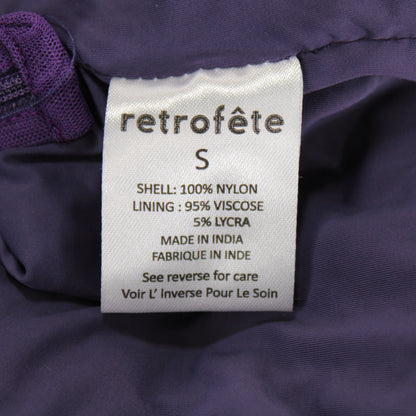 retrofête
S
SHELL: 100% NYLON
LINING : 95% VISCOSE
5% LYCRA
MADE IN INDIA
FABRIQUE EN INDE
See reverse for care
Voir L' inverse Pour Le Soin